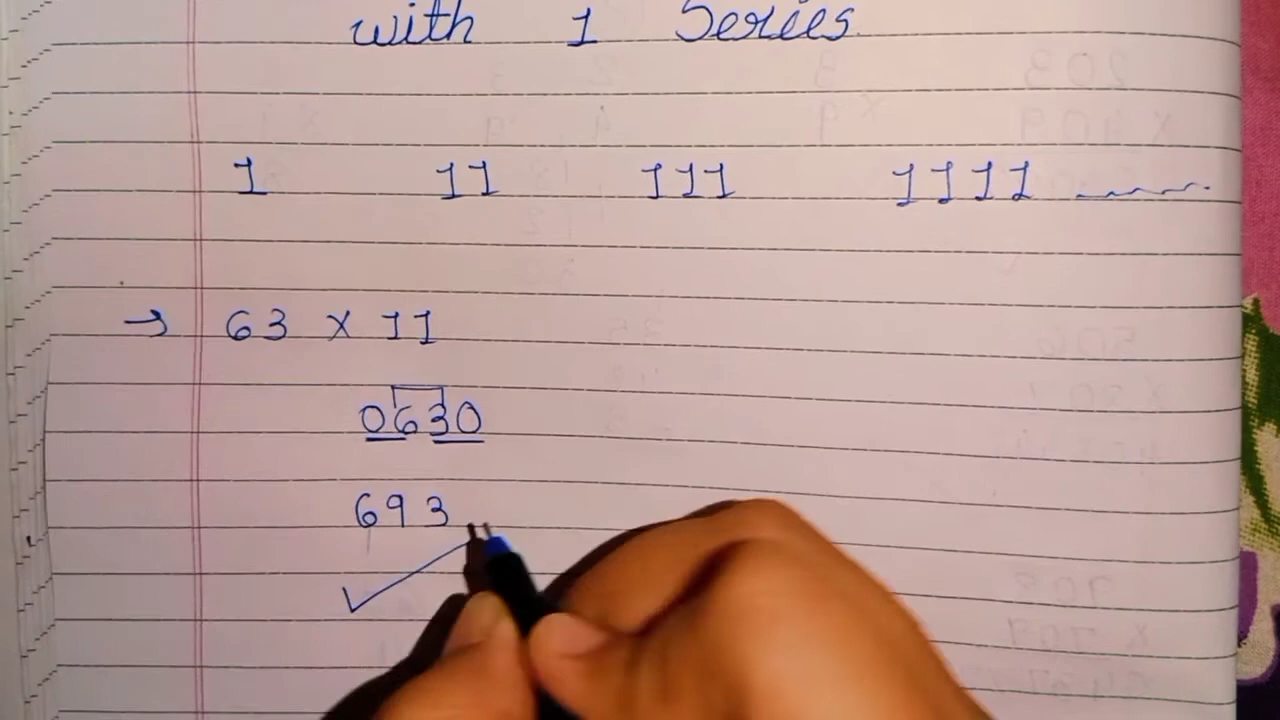 with 1 Series
1 11 111 1111
→ 63 x 11
0630
693